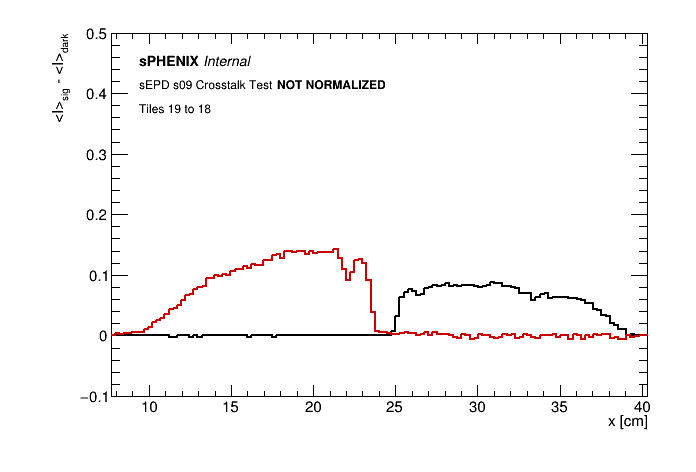 0.5
<I>sig - <I>dark
sPHENIX Internal
sEPD s09 Crosstalk Test NOT NORMALIZED
Tiles 19 to 18
0.4
0.3
0.2
0.1
0
−0.1
10 15 20 25 30 35 40
x [cm]